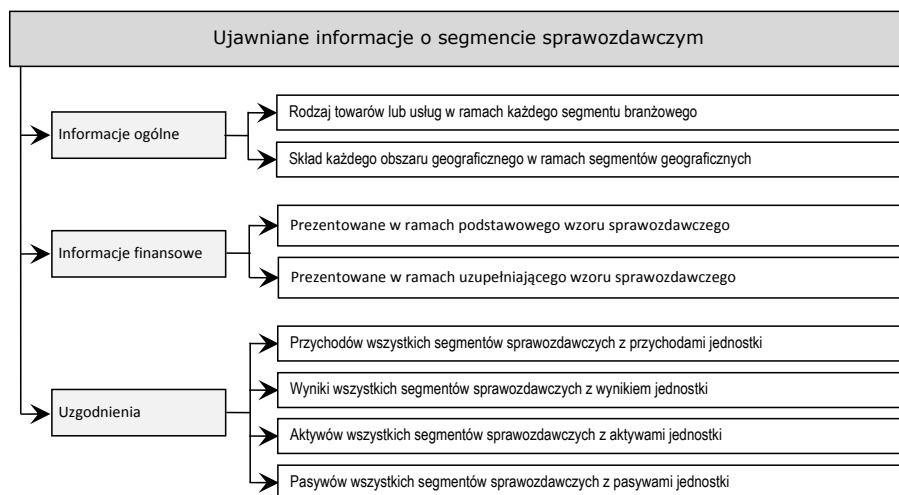 Ujawniane informacje o segmencie sprawozdawczym
Informacje ogólne
Rodzaj towarów lub usług w ramach każdego segmentu branżowego
Skład każdego obszaru geograficznego w ramach segmentów geograficznych
Informacje finansowe
Prezentowane w ramach podstawowego wzoru sprawozdawczego
Prezentowane w ramach uzupełniającego wzoru sprawozdawczego
Uzgodnienia
Przychodów wszystkich segmentów sprawozdawczych z przychodami jednostki
Wyniki wszystkich segmentów sprawozdawczych z wynikiem jednostki
Aktywów wszystkich segmentów sprawozdawczych z aktywami jednostki
Pasywów wszystkich segmentów sprawozdawczych z pasywami jednostki